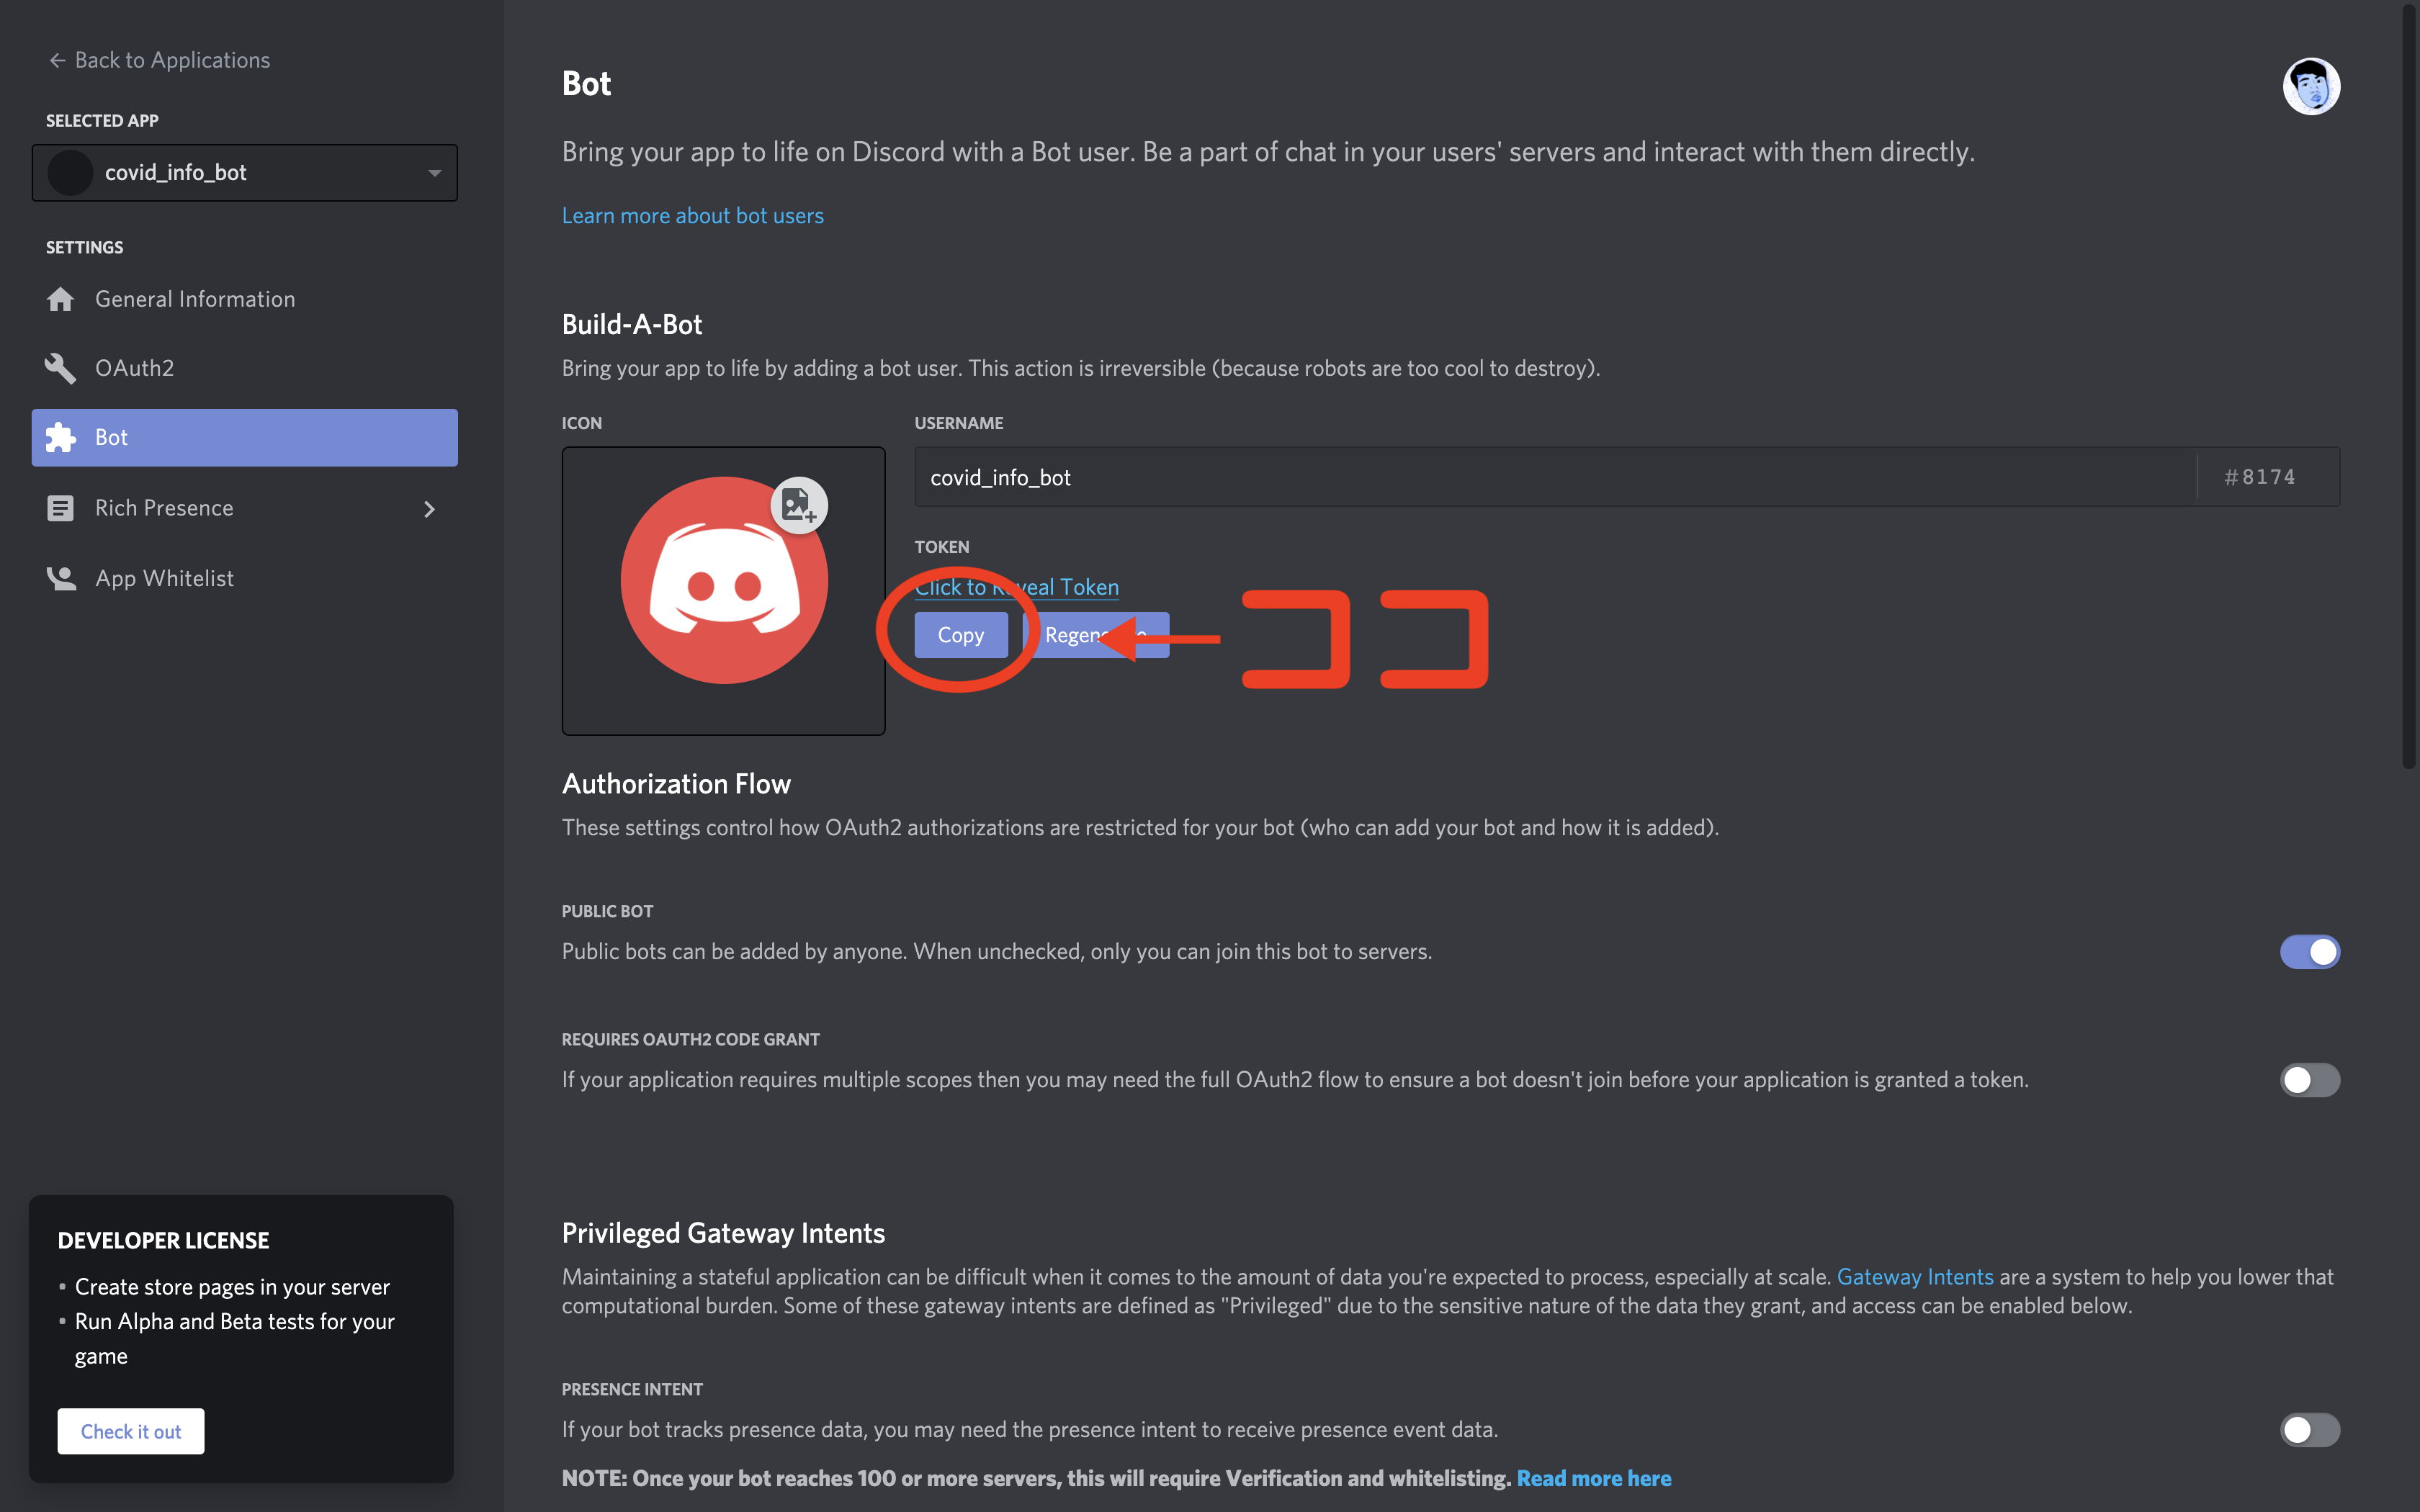 Back to Applications
SELECTED APP
covid_info_bot
SETTINGS
General Information
OAuth2
Bot
Rich Presence
App Whitelist
DEVELOPER LICENSE
• Create store pages in your server
• Run Alpha and Beta tests for your
game
Check it out
Bot
Bring your app to life on Discord with a Bot user. Be a part of chat in your users' servers and interact with them directly.
Learn more about bot users
Build-A-Bot
Bring your app to life by adding a bot user. This action is irreversible (because robots are too cool to destroy).
ICON
USERNAME
covid_info_bot
#8174
TOKEN
Click to Reveal Token
Copy
ココ
Authorization Flow
These settings control how OAuth2 authorizations are restricted for your bot (who can add your bot and how it is added).
PUBLIC BOT
Public bots can be added by anyone. When unchecked, only you can join this bot to servers.
REQUIRES OAUTH2 CODE GRANT
If your application requires multiple scopes then you may need the full OAuth2 flow to ensure a bot doesn't join before your application is granted a token.
Privileged Gateway Intents
Maintaining a stateful application can be difficult when it comes to the amount of data you're expected to process, especially at scale. Gateway Intents are a system to help you lower that
computational burden. Some of these gateway intents are defined as "Privileged" due to the sensitive nature of the data they grant, and access can be enabled below.
PRESENCE INTENT
If your bot tracks presence data, you may need the presence intent to receive presence event data.
NOTE: Once your bot reaches 100 or more servers, this will require Verification and whitelisting. Read more here